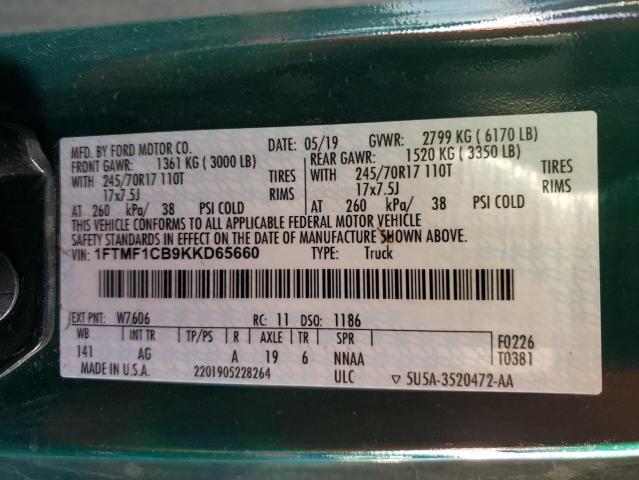 MFD. BY FORD MOTOR CO. DATE: 05/19 GVWR: 2799 KG ( 6170 LB)
FRONT GAWR: 1361 KG ( 3000 LB) REAR GAWR: 1520 KG ( 3350 LB)
WITH 245/70R17 110T TIRES WITH 245/70R17 110T TIRES
17x7.5J RIMS 17x7.5J RIMS
AT 260 kPa/ 38 PSI COLD AT 260 kPa/ 38 PSI COLD
THIS VEHICLE CONFORMS TO ALL APPLICABLE FEDERAL MOTOR VEHICLE
SAFETY STANDARDS IN EFFECT ON THE DATE OF MANUFACTURE SHOWN ABOVE.
VIN: 1FTMF1CB9KKD65660 TYPE: Truck
EXT PNT: W7606 RC: 11 DSO: 1186
WB INT TR TP/PS R AXLE TR SPR F0226
141 AG A 19 6 NNAA T0381
MADE IN U.S.A. 2201905228264 ULC ▽ 5U5A-3520472-AA